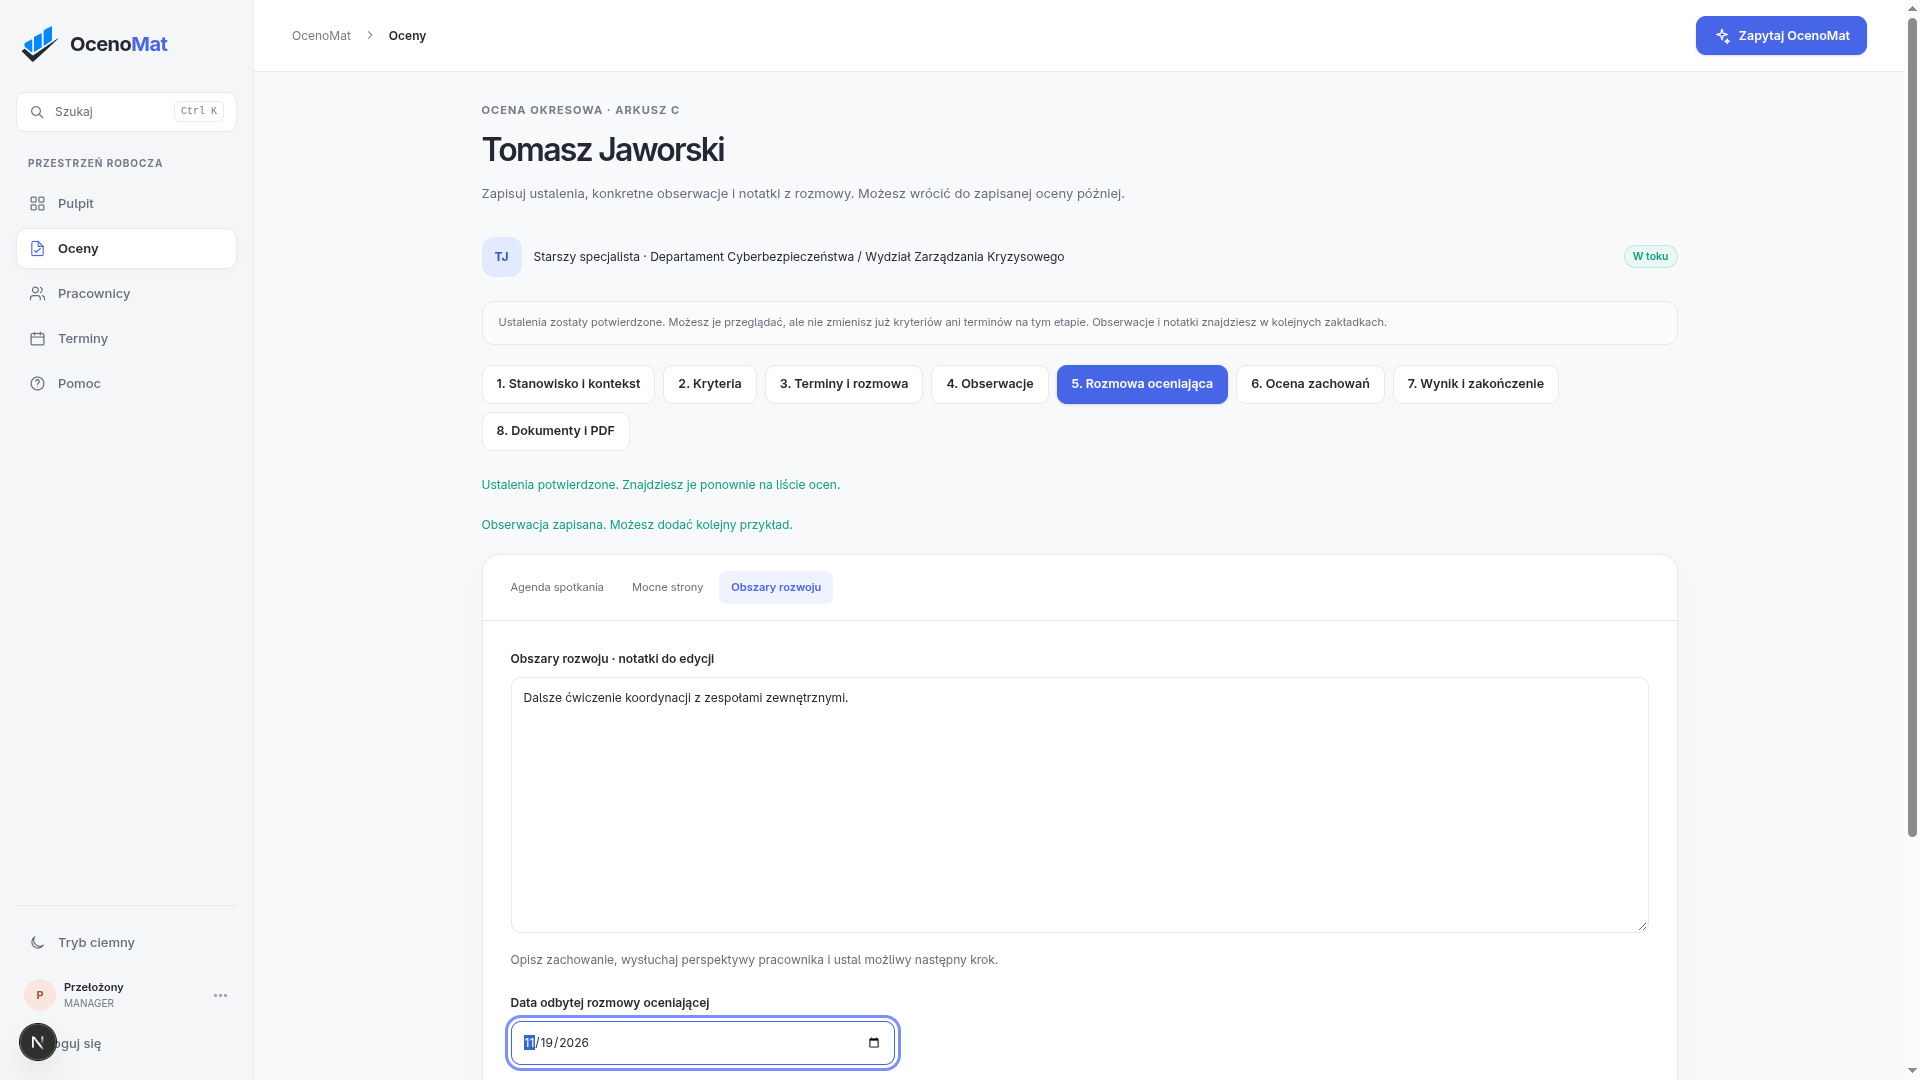 OcenoMat
Szukaj
Ctrl K
PRZESTRZEŃ ROBOCZA
Pulpit
Oceny
Pracownicy
Terminy
Pomoc
Tryb ciemny
P
Przełożony
MANAGER
N
oguj się
OcenoMat
Oceny
Zapytaj OcenoMat
OCENA OKRESOWA · ARKUSZ C
Tomasz Jaworski
Zapisuj ustalenia, konkretne obserwacje i notatki z rozmowy. Możesz wrócić do zapisanej oceny później.
TJ
Starszy specjalista · Departament Cyberbezpieczeństwa / Wydział Zarządzania Kryzysowego
W toku
Ustalenia zostały potwierdzone. Możesz je przeglądać, ale nie zmienisz już kryteriów ani terminów na tym etapie. Obserwacje i notatki znajdziesz w kolejnych zakładkach.
1. Stanowisko i kontekst
2. Kryteria
3. Terminy i rozmowa
4. Obserwacje
5. Rozmowa oceniająca
6. Ocena zachowań
7. Wynik i zakończenie
8. Dokumenty i PDF
Ustalenia potwierdzone. Znajdziesz je ponownie na liście ocen.
Obserwacja zapisana. Możesz dodać kolejny przykład.
Agenda spotkania
Mocne strony
Obszary rozwoju
Obszary rozwoju · notatki do edycji
Dalsze ćwiczenie koordynacji z zespołami zewnętrznymi.
Opisz zachowanie, wysłuchaj perspektywy pracownika i ustal możliwy następny krok.
Data odbytej rozmowy oceniającej
11/19/2026